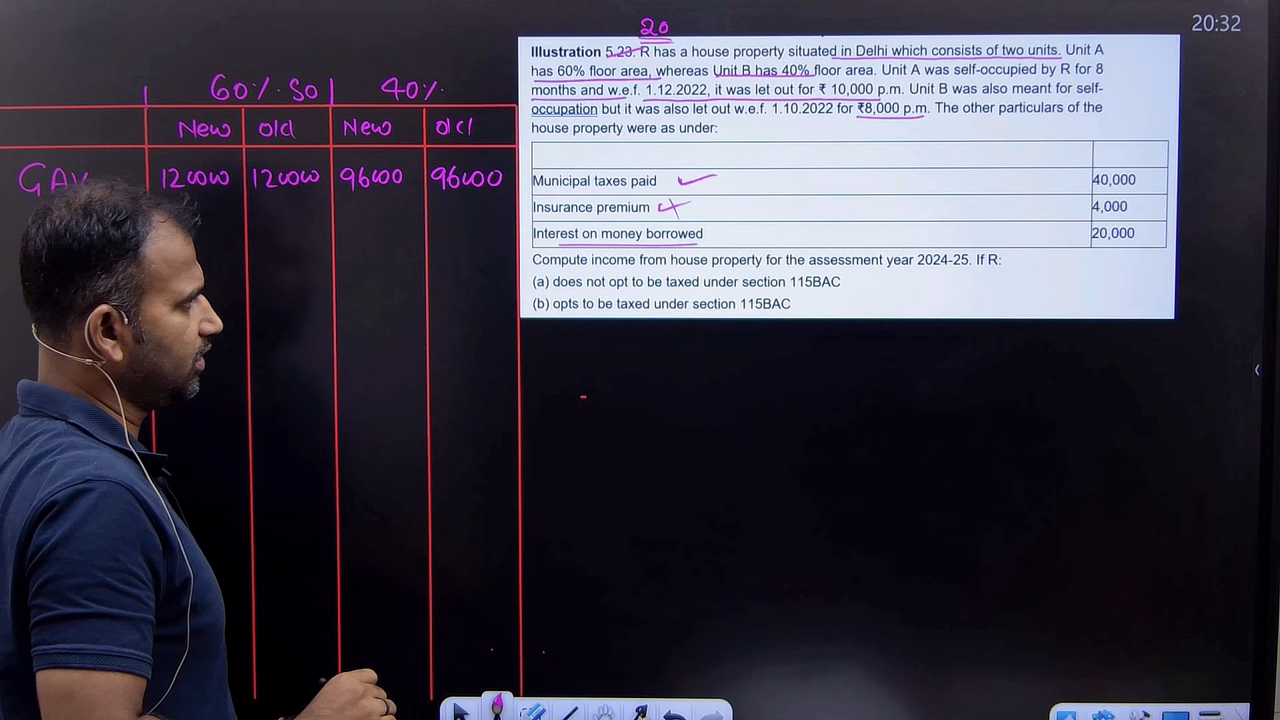 20:32
20
Illustration 5.23. R has a house property situated in Delhi which consists of two units. Unit A
has 60% floor area, whereas Unit B has 40% floor area. Unit A was self-occupied by R for 8
months and w.e.f. 1.12.2022, it was let out for ₹ 10,000 p.m. Unit B was also meant for self-
occupation but it was also let out w.e.f. 1.10.2022 for ₹8,000 p.m. The other particulars of the
house property were as under:
Municipal taxes paid 40,000
Insurance premium 4,000
Interest on money borrowed 20,000
Compute income from house property for the assessment year 2024-25. If R:
(a) does not opt to be taxed under section 115BAC
(b) opts to be taxed under section 115BAC
60% SO 40%
New Old New Old
GAV 120000 120000 96000 96000